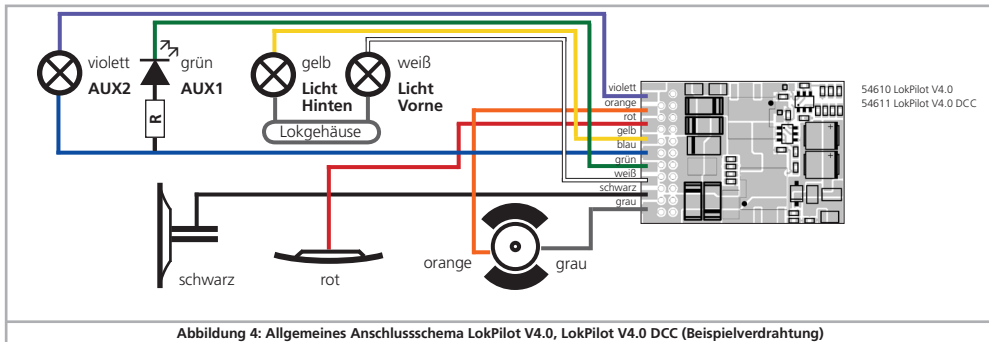 violett
AUX2
grün
AUX1
R
gelb
Licht
Hinten
weiß
Licht
Vorne
Lokgehäuse
violett
orange
rot
gelb
blau
grün
weiß
schwarz
grau
54610 LokPilot V4.0
54611 LokPilot V4.0 DCC
schwarz
rot
orange
grau
Abbildung 4: Allgemeines Anschlussschema LokPilot V4.0, LokPilot V4.0 DCC (Beispielverdrahtung)